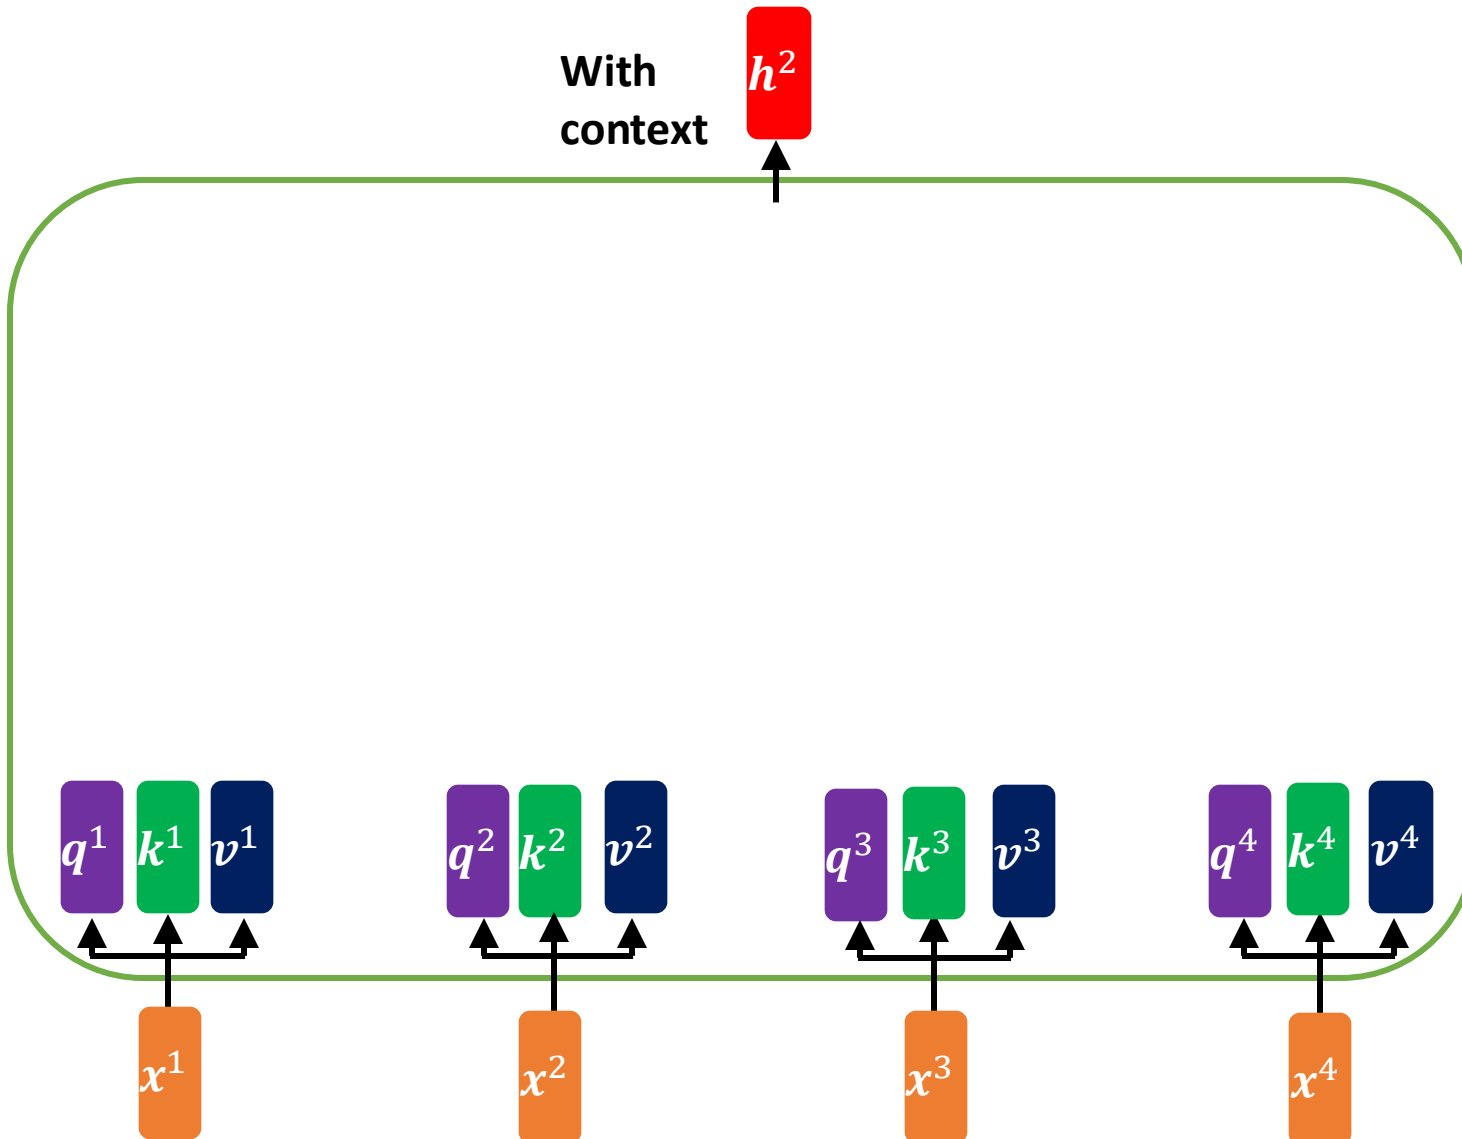 With
context
h²
q¹ k¹ v¹ q² k² v² q³ k³ v³ q⁴ k⁴ v⁴
x¹ x² x³ x⁴